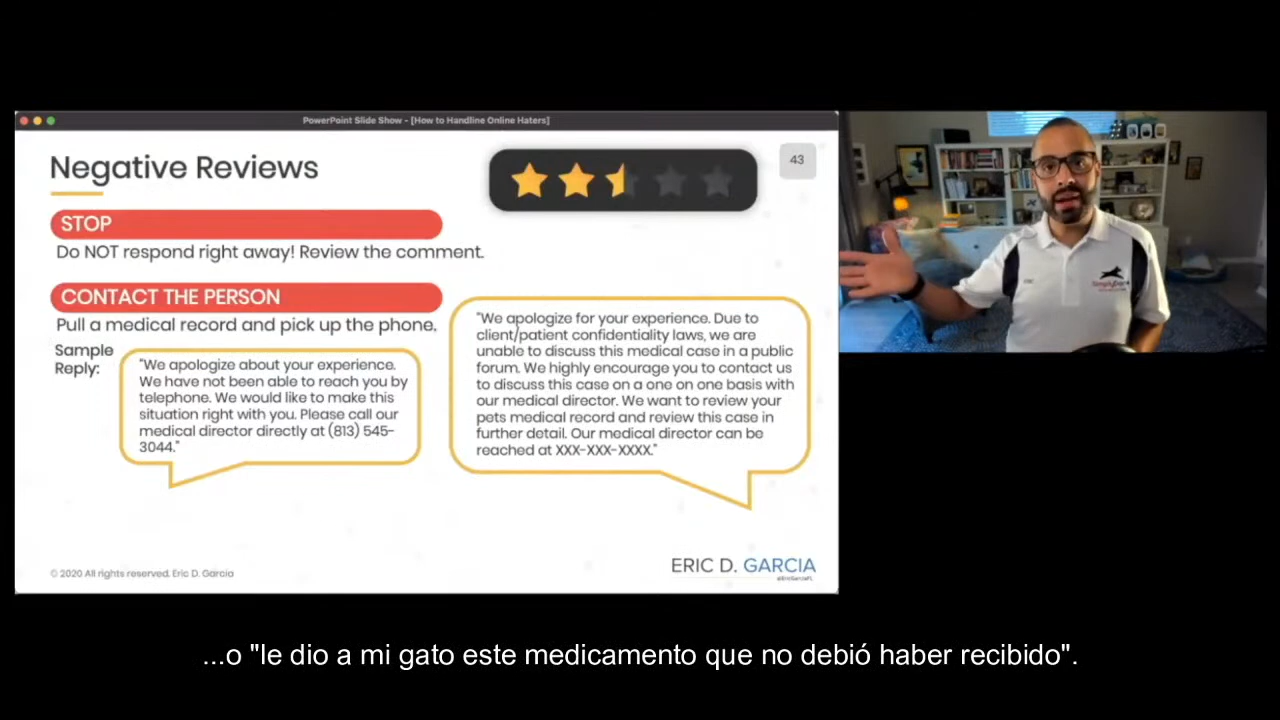 PowerPoint Slide Show - [How to Handline Online Haters]
Negative Reviews
43
STOP
Do NOT respond right away! Review the comment.
CONTACT THE PERSON
Pull a medical record and pick up the phone.
Sample
Reply:
"We apologize about your experience.
We have not been able to reach you by
telephone. We would like to make this
situation right with you. Please call our
medical director directly at (813) 545-
3044."
"We apologize for your experience. Due to
client/patient confidentiality laws, we are
unable to discuss this medical case in a public
forum. We highly encourage you to contact us
to discuss this case on a one on one basis with
our medical director. We want to review your
pets medical record and review this case in
further detail. Our medical director can be
reached at XXX-XXX-XXXX."
© 2020 All rights reserved. Eric D. Garcia
ERIC D. GARCIA
@EricGarciaFL
...o "le dio a mi gato este medicamento que no debió haber recibido".